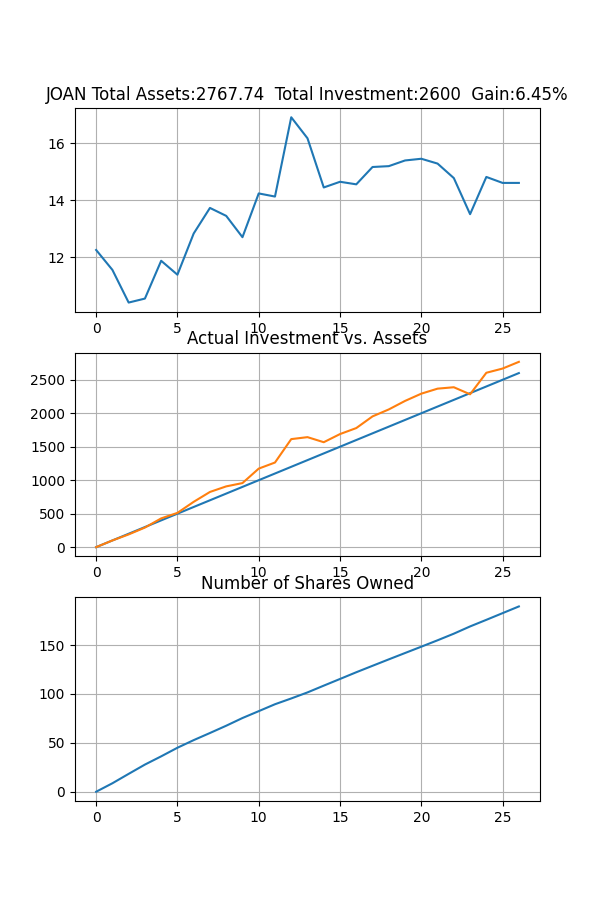 JOAN Total Assets:2767.74 Total Investment:2600 Gain:6.45%
16
14
12
0 5 10 15 20 25
Actual Investment vs. Assets
2500
2000
1500
1000
500
0
0 5 10 15 20 25
Number of Shares Owned
150
100
50
0
0 5 10 15 20 25